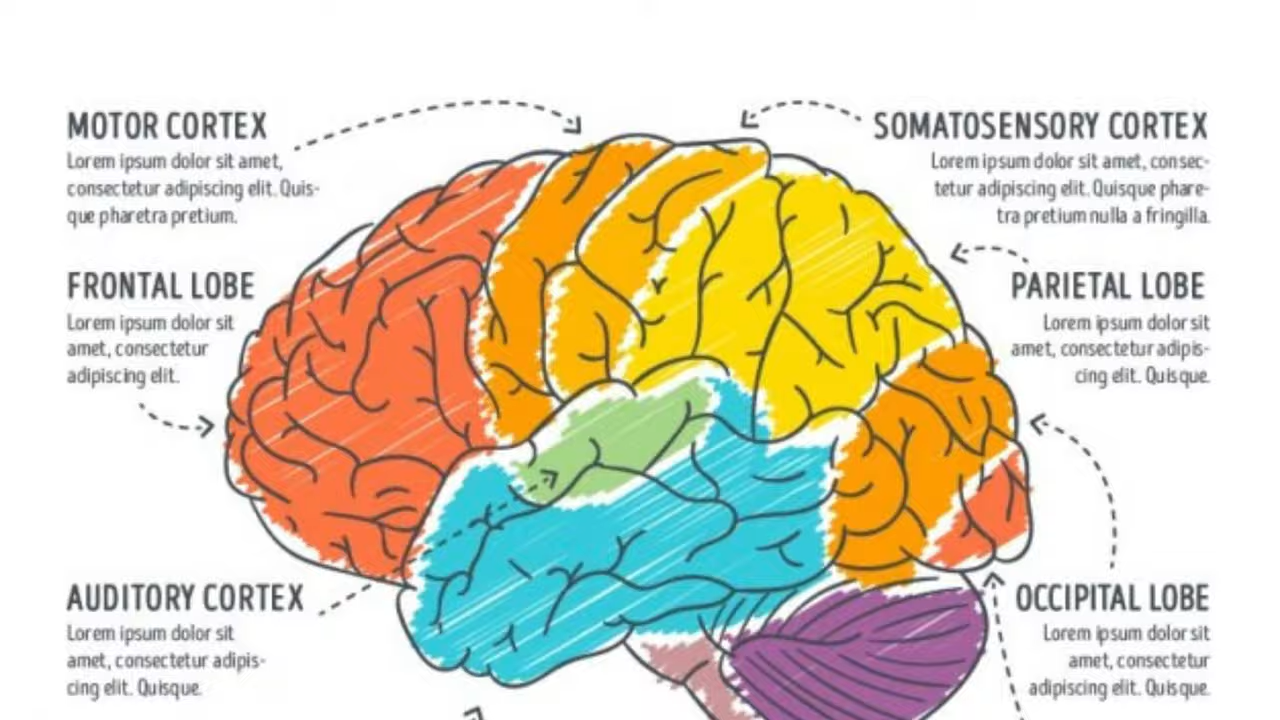 MOTOR CORTEX
Lorem ipsum dolor sit amet,
consectetur adipiscing elit. Quis-
que pharetra pretium.
FRONTAL LOBE
Lorem ipsum dolor sit
amet, consectetur
adipiscing elit.
AUDITORY CORTEX
Lorem ipsum dolor sit
amet, consectetur adipis-
cing elit. Quisque.
SOMATOSENSORY CORTEX
Lorem ipsum dolor sit amet, consec-
tetur adipiscing elit. Quisque phare-
tra pretium nulla a fringilla.
PARIETAL LOBE
Lorem ipsum dolor sit
amet, consectetur adipis-
cing elit. Quisque.
OCCIPITAL LOBE
Lorem ipsum dolor sit
amet, consectetur
adipiscing elit. Quisque.